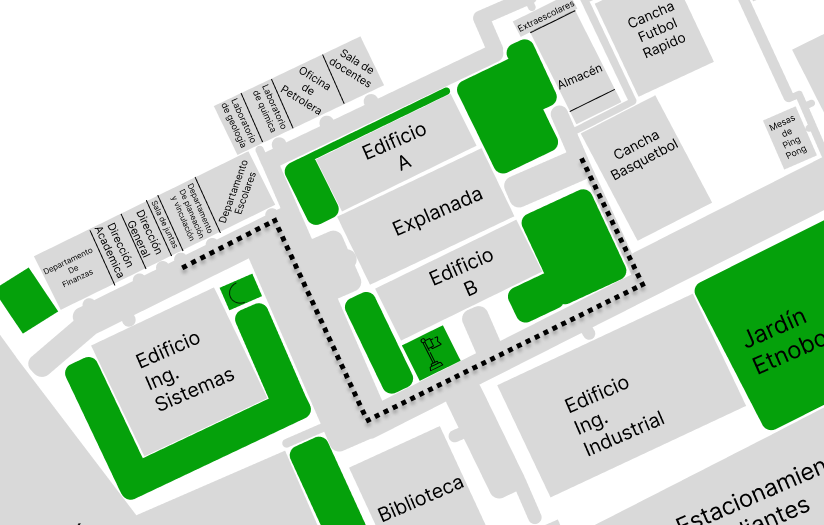 Extraescolares
Cancha
Futbol
Rapido
Sala de
docentes
Oficina
de
Petrolera
Laboratorio
de química
Laboratorio
de geología
Almacén
Mesas
de
Ping
Pong
Edificio
A
Cancha
Basquetbol
Departamento
Escolares
Departamento
De planeación
y vinculación
Sala de juntas
Dirección
General
Dirección
Academica
Departamento
De
Finanzas
Explanada
Edificio
B
Edificio
Ing.
Sistemas
Jardín
Etnobo
Edificio
Ing.
Industrial
Biblioteca
Estacionamien
diantes